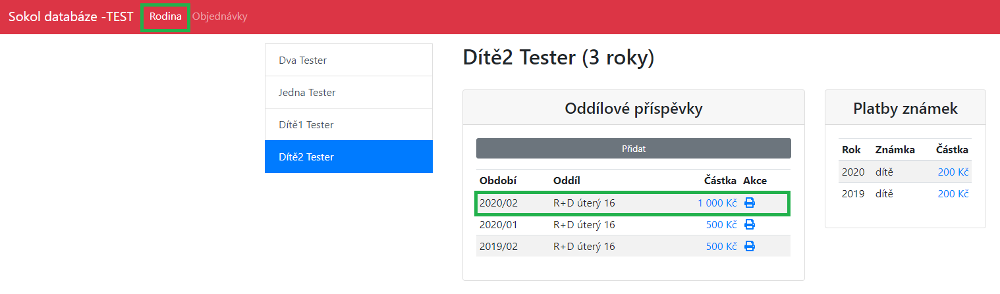 Sokol databáze -TEST Rodina Objednávky
Dva Tester
Jedna Tester
Dítě1 Tester
Dítě2 Tester
Dítě2 Tester (3 roky)
Oddílové příspěvky
Přidat
Období Oddíl Částka Akce
2020/02 R+D úterý 16 1 000 Kč
2020/01 R+D úterý 16 500 Kč
2019/02 R+D úterý 16 500 Kč
Platby známek
Rok Známka Částka
2020 dítě 200 Kč
2019 dítě 200 Kč